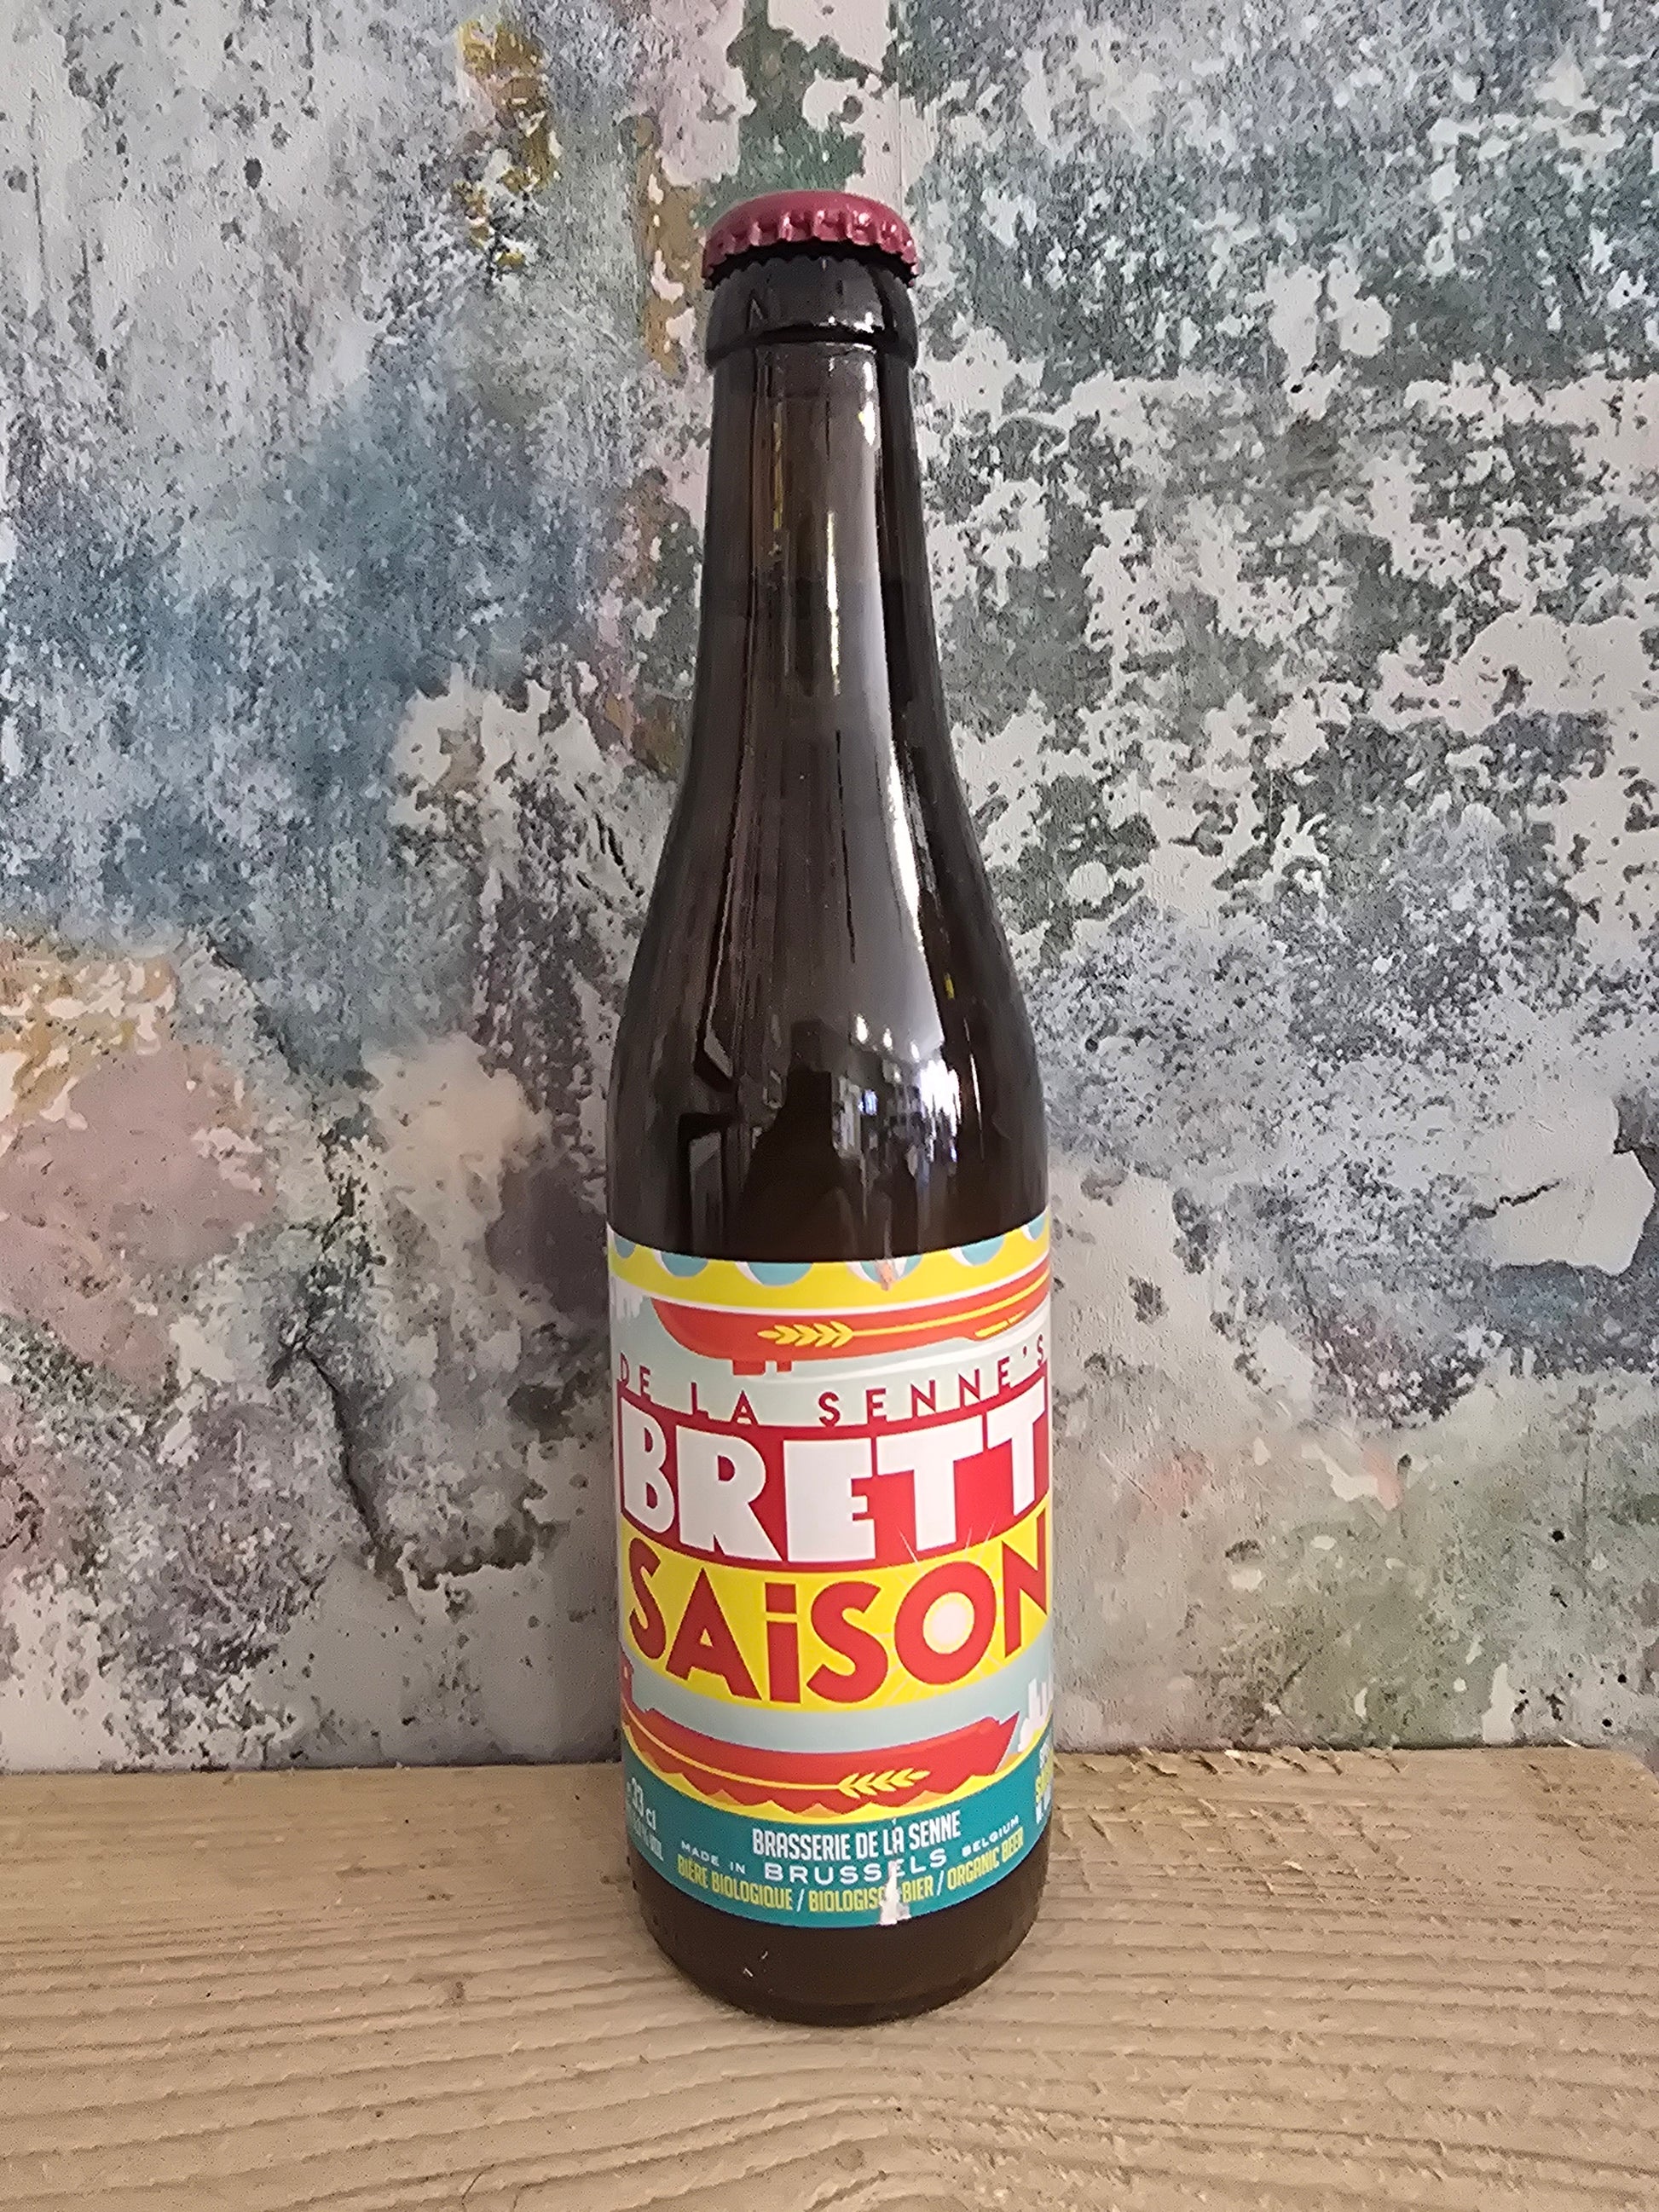 DE LA SENNE'S
BRETT
SAiSON
33 cl
BRASSERIE DE LA SENNE
MADE IN BRUSSELS BELGIUM
BIÈRE BIOLOGIQUE / BIER / ORGANIC BEER